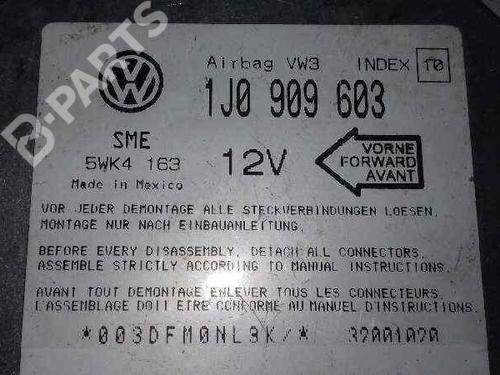 B-PARTS
Airbag VW3 INDEX 10
1J0 909 603
SME
5WK4 163 12V
VORNE
FORWARD
AVANT
Made in Mexico
VOR JEDER DEMONTAGE ALLE STECKVERBINDUNGEN LOESEN.
MONTAGE NUR NACH EINBAUANLEITUNG.
BEFORE EVERY DISASSEMBLY, DETACH ALL CONNECTORS.
ASSEMBLE STRICTLY ACCORDING TO MANUAL INSTRUCTIONS.
AVANT TOUT DEMONTAGE ENLEVER TOUS LES CONNECTEURS.
L'ASSEMBLAGE DOIT ETRE CONFORME AU MANUEL D'INSTRUCTIONS.
*003DFM0NL9K/* 32001020